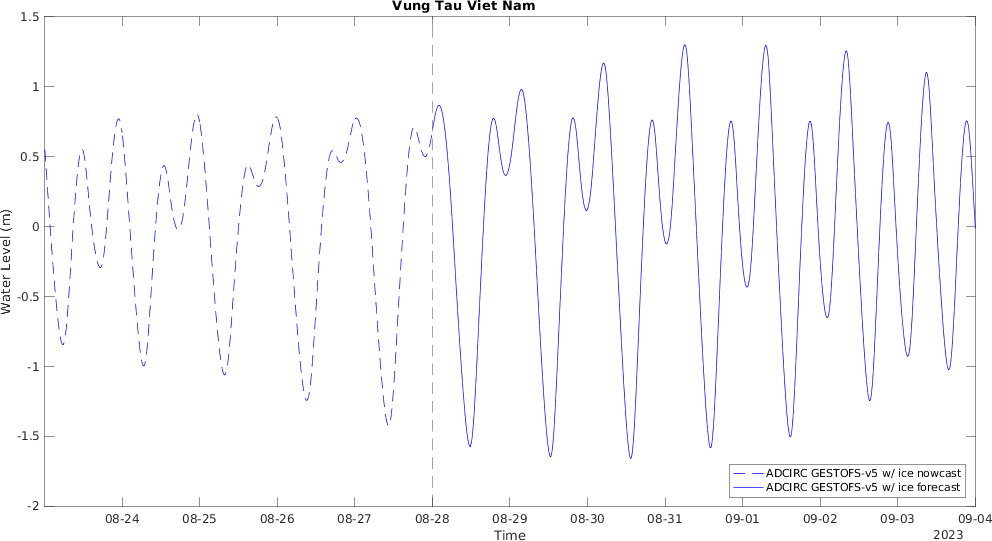 Vung Tau Viet Nam
1.5
1
0.5
0
-0.5
-1
-1.5
-2
Water Level (m)
ADCIRC GESTOFS-v5 w/ ice nowcast
ADCIRC GESTOFS-v5 w/ ice forecast
08-24 08-25 08-26 08-27 08-28 08-29 08-30 08-31 09-01 09-02 09-03 09-04
Time
2023